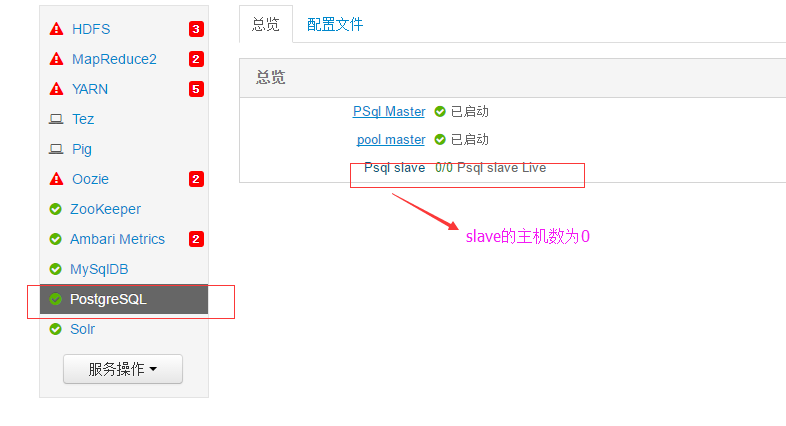 HDFS 3
MapReduce2 2
YARN 5
Tez
Pig
Oozie 2
ZooKeeper
Ambari Metrics 2
MySqlDB
PostgreSQL
Solr
服务操作
总览 配置文件
总览
PSql Master 已启动
pool master 已启动
Psql slave 0/0 Psql slave Live
slave的主机数为0